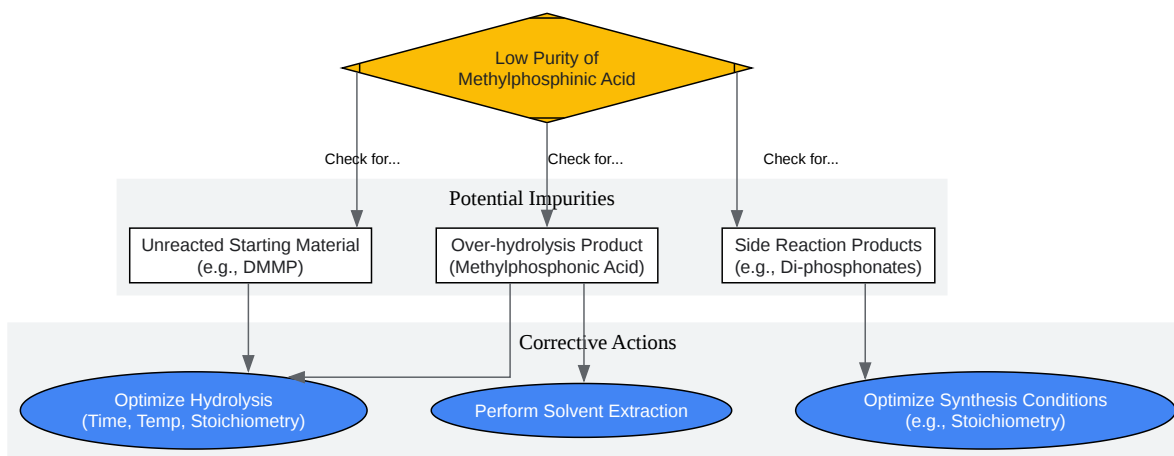 Low Purity of
Methylphosphinic Acid
Check for...
Check for...
Check for...
Potential Impurities
Unreacted Starting Material
(e.g., DMMP)
Over-hydrolysis Product
(Methylphosphonic Acid)
Side Reaction Products
(e.g., Di-phosphonates)
Corrective Actions
Optimize Hydrolysis
(Time, Temp, Stoichiometry)
Perform Solvent Extraction
Optimize Synthesis Conditions
(e.g., Stoichiometry)